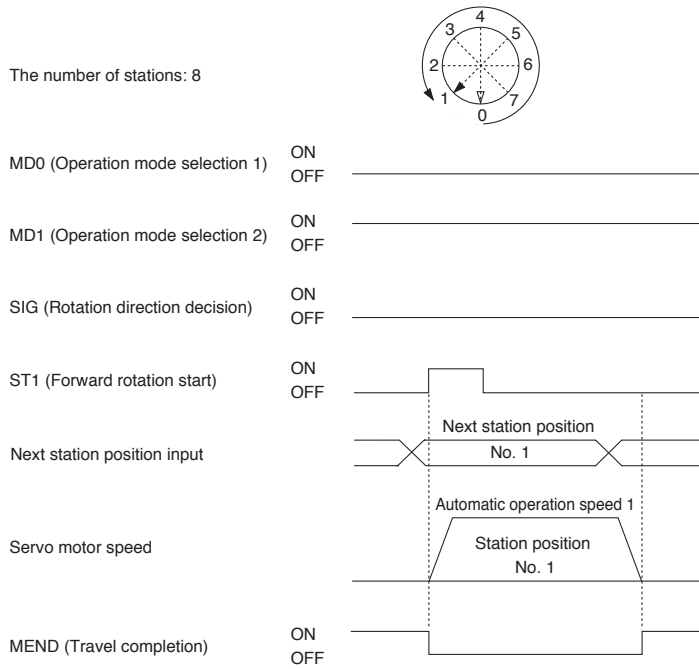 The number of stations: 8
4
3
5
2
6
1
7
0
MD0 (Operation mode selection 1)
ON
OFF
MD1 (Operation mode selection 2)
ON
OFF
SIG (Rotation direction decision)
ON
OFF
ST1 (Forward rotation start)
ON
OFF
Next station position input
Next station position
No. 1
Servo motor speed
Automatic operation speed 1
Station position
No. 1
MEND (Travel completion)
ON
OFF